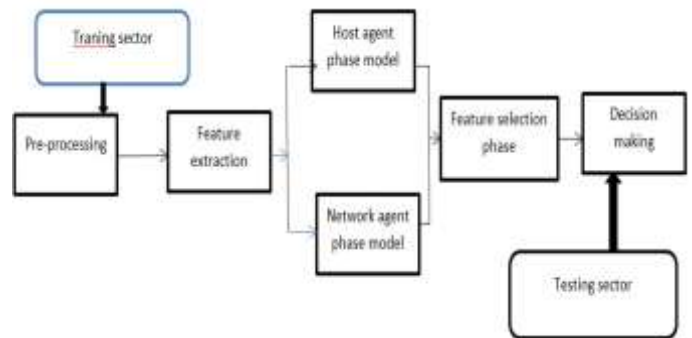 Traning sector
Pre-processing
Feature
extraction
Host agent
phase model
Network agent
phase model
Feature selection
phase
Decision
making
Testing sector